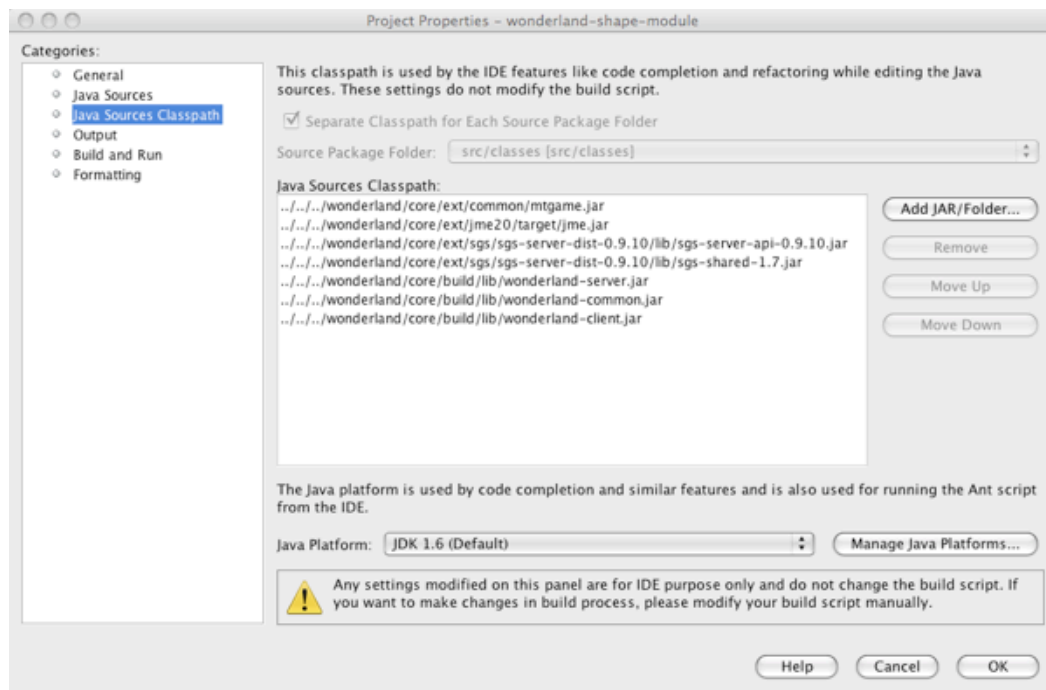 Project Properties – wonderland-shape-module
Categories:
General
Java Sources
Java Sources Classpath
Output
Build and Run
Formatting
This classpath is used by the IDE features like code completion and refactoring while editing the Java
sources. These settings do not modify the build script.
Separate Classpath for Each Source Package Folder
Source Package Folder: src/classes [src/classes]
Java Sources Classpath:
../../../wonderland/core/ext/common/mtgame.jar
../../../wonderland/core/ext/jme20/target/jme.jar
../../../wonderland/core/ext/sgs/sgs-server-dist-0.9.10/lib/sgs-server-api-0.9.10.jar
../../../wonderland/core/ext/sgs/sgs-server-dist-0.9.10/lib/sgs-shared-1.7.jar
../../../wonderland/core/build/lib/wonderland-server.jar
../../../wonderland/core/build/lib/wonderland-common.jar
../../../wonderland/core/build/lib/wonderland-client.jar
Add JAR/Folder...
Remove
Move Up
Move Down
The Java platform is used by code completion and similar features and is also used for running the Ant script
from the IDE.
Java Platform: JDK 1.6 (Default) Manage Java Platforms...
Any settings modified on this panel are for IDE purpose only and do not change the build script. If
you want to make changes in build process, please modify your build script manually.
Help Cancel OK